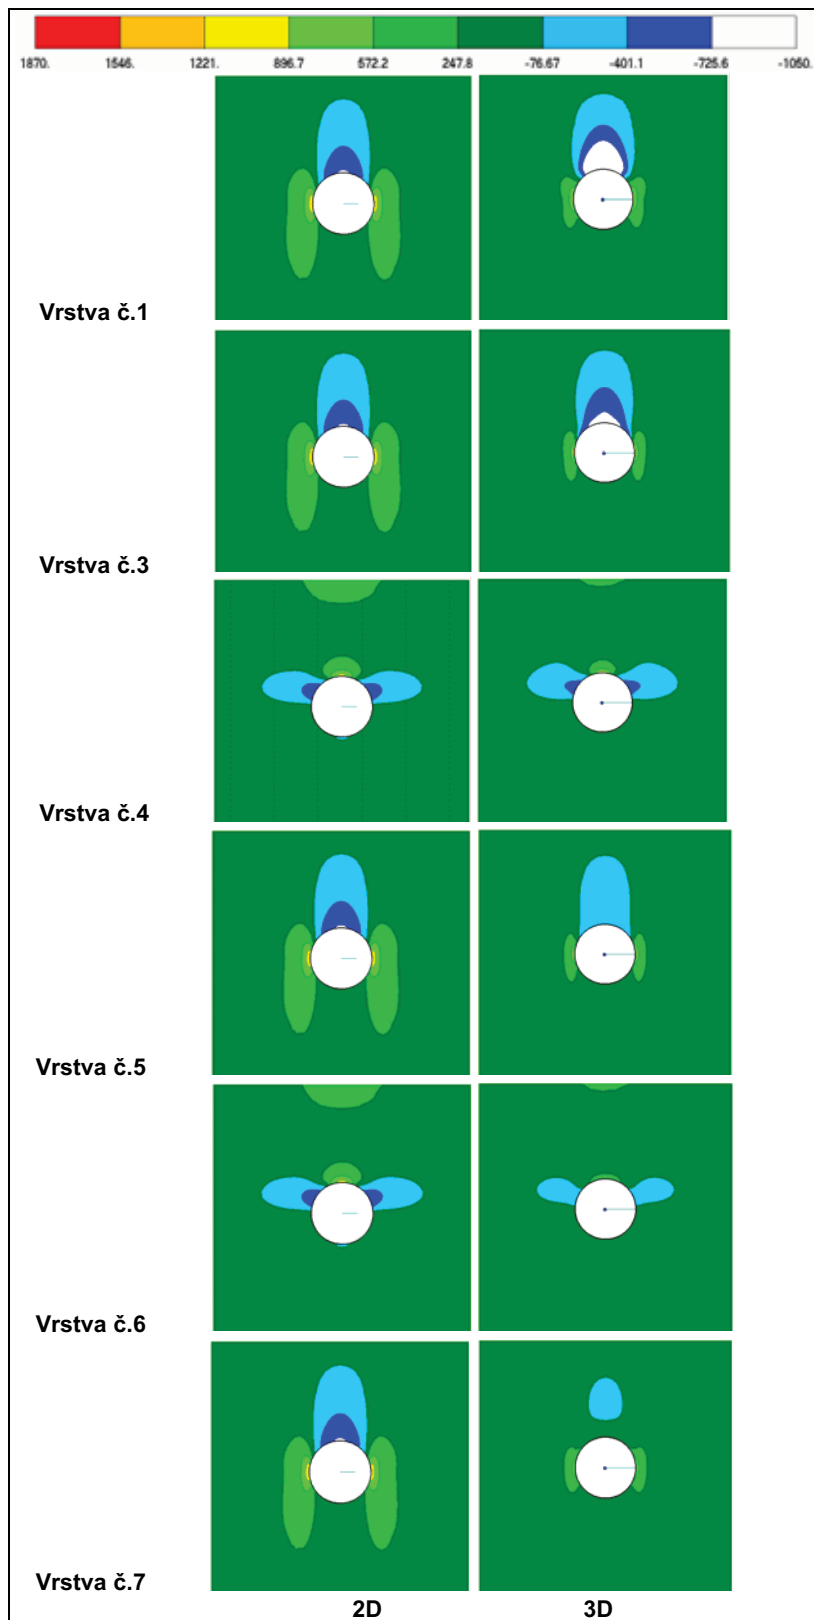 1870. 1546. 1221. 896.7 572.2 247.8 -76.67 -401.1 -725.6 -1050.
Vrstva č.1
Vrstva č.3
Vrstva č.4
Vrstva č.5
Vrstva č.6
Vrstva č.7
2D 3D